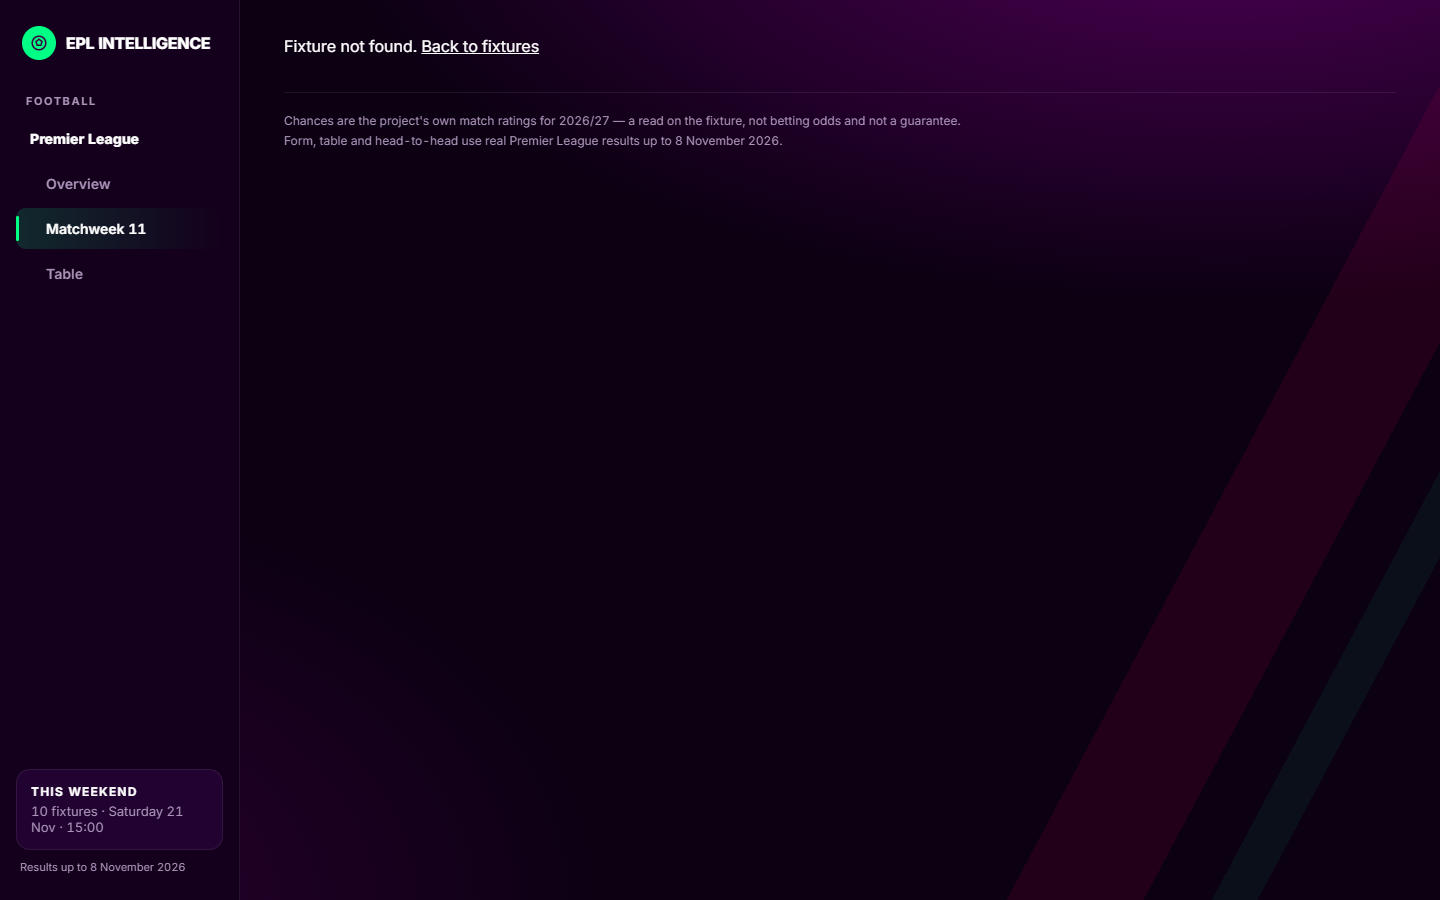 EPL INTELLIGENCE
FOOTBALL
Premier League
Overview
Matchweek 11
Table
THIS WEEKEND
10 fixtures · Saturday 21
Nov · 15:00
Results up to 8 November 2026
Fixture not found. Back to fixtures
Chances are the project's own match ratings for 2026/27 — a read on the fixture, not betting odds and not a guarantee.
Form, table and head-to-head use real Premier League results up to 8 November 2026.